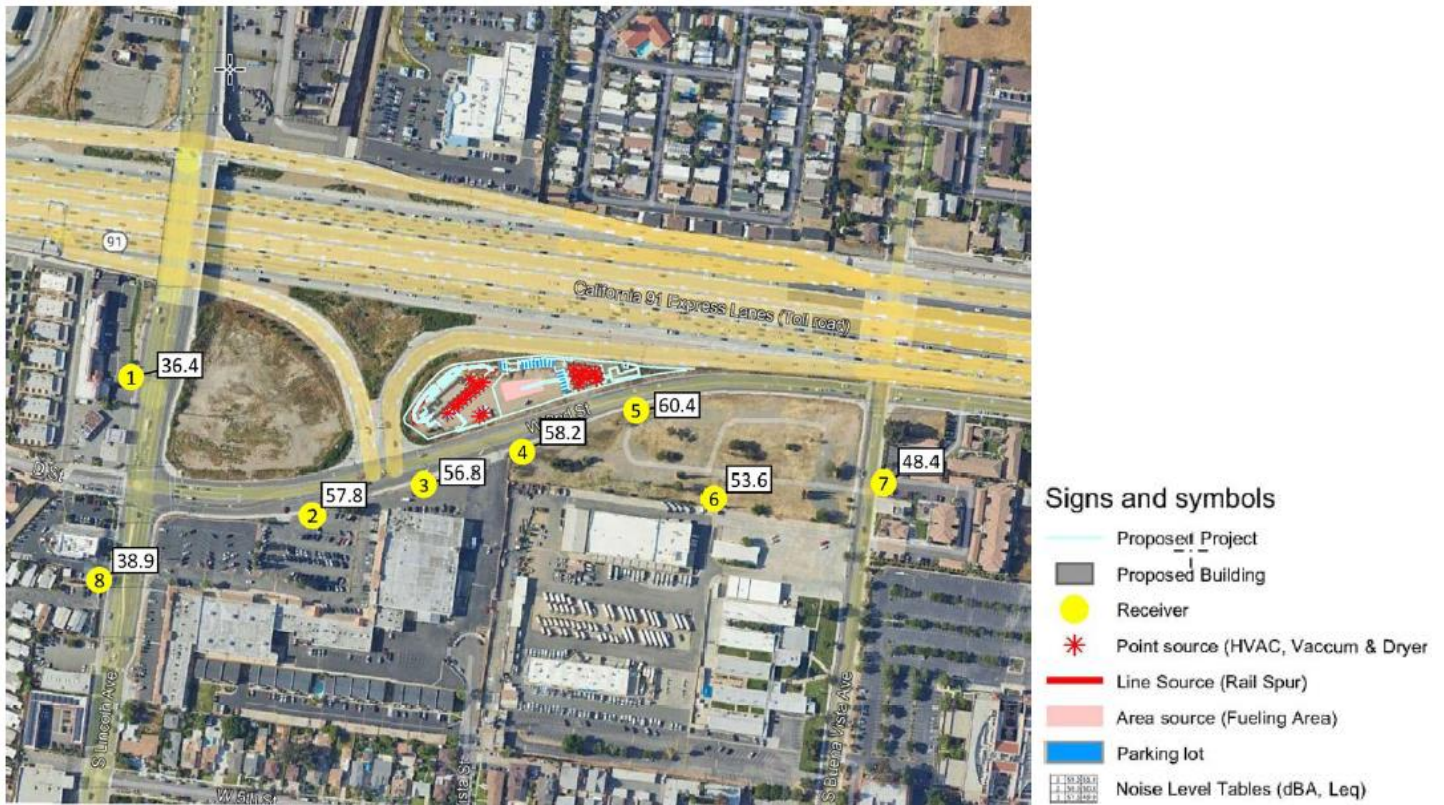 91
California 91 Express Lanes (Toll road)
1
36.4
5
60.4
4
58.2
3
56.8
D St
2
57.8
6
53.6
7
48.4
8
38.9
S Lincoln Ave
S Buena Vista Ave
W 5th St
Signs and symbols
Proposed Project
Proposed Building
Receiver
Point source (HVAC, Vaccum & Dryer
Line Source (Rail Spur)
Area source (Fueling Area)
Parking lot
Noise Level Tables (dBA, Leq)